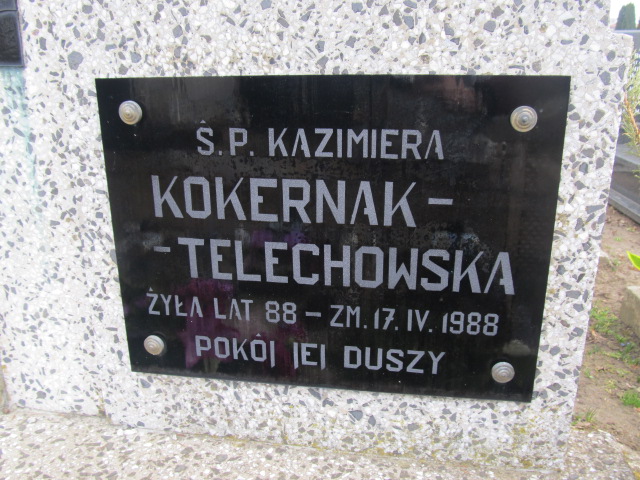 Ś.P. KAZIMIERA
KOKERNAK-
-TELECHOWSKA
ŻYŁA LAT 88 - ZM. 17. IV. 1988
POKÓJ JEJ DUSZY